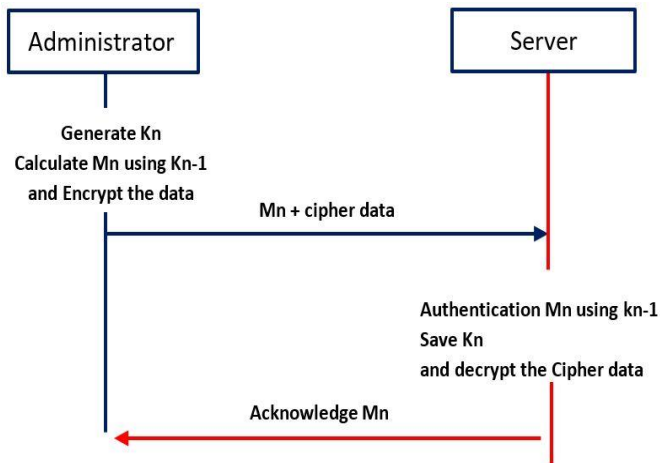 Administrator
Server
Generate Kn
Calculate Mn using Kn-1
and Encrypt the data
Mn + cipher data
Authentication Mn using kn-1
Save Kn
and decrypt the Cipher data
Acknowledge Mn